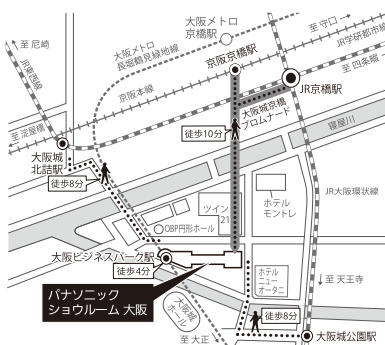 至 尼崎
JR東西線
大阪メトロ
長堀鶴見緑地線
大阪メトロ
京橋駅
至 守口
JR学研都市線
至 四条畷
京阪京橋駅
京阪本線
JR京橋駅
大阪城京橋
プロムナード
至 淀屋橋
徒歩10分
寝屋川
大阪城
北詰駅
徒歩8分
ツイン
21
ホテル
モントレ
JR大阪環状線
OBP円形ホール
大阪ビジネスパーク駅
徒歩4分
ホテル
ニュー
オータニ
至 天王寺
パナソニック
ショウルーム 大阪
大阪城
ホール
徒歩8分
至 大正
大阪城公園駅